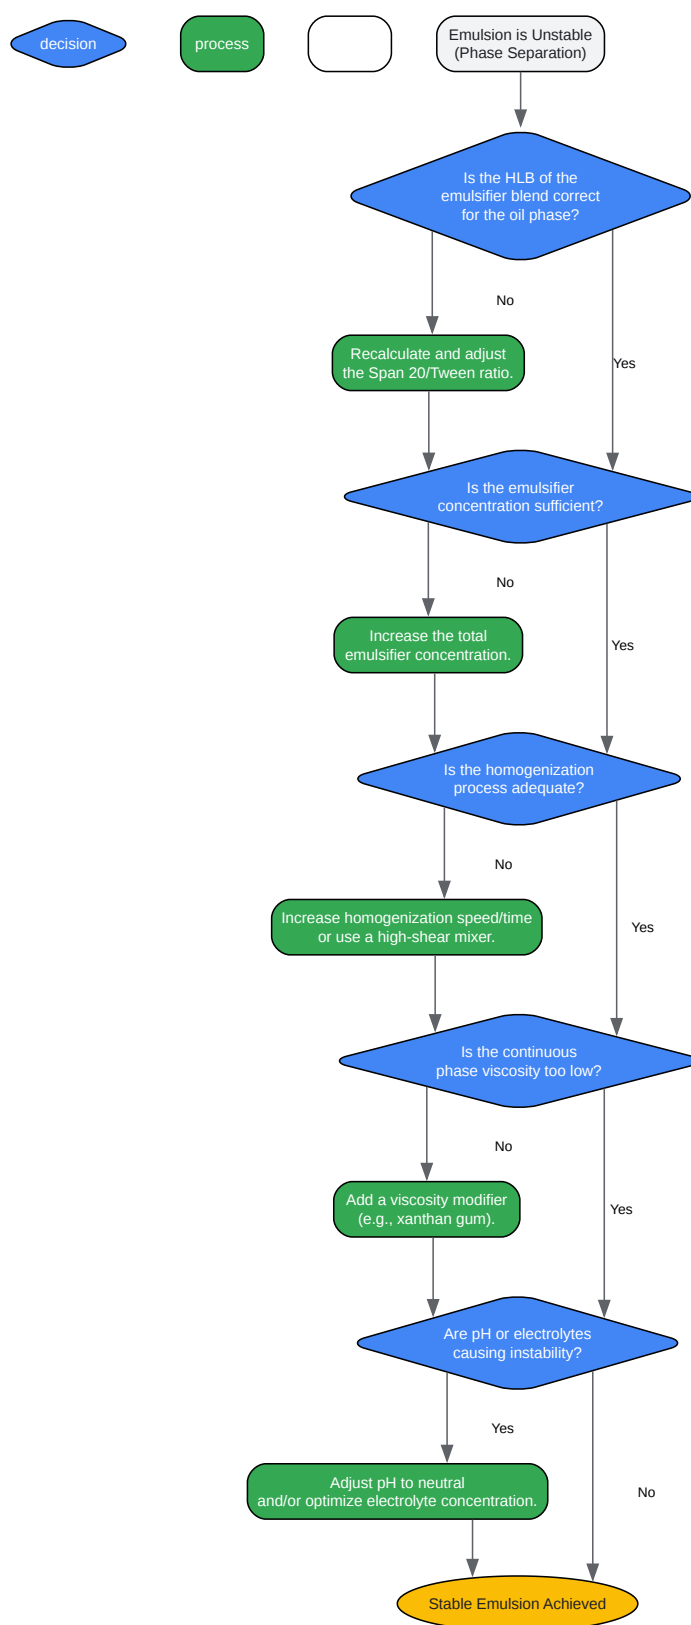 decision
process
Emulsion is Unstable
(Phase Separation)
Is the HLB of the
emulsifier blend correct
for the oil phase?
No
Yes
Recalculate and adjust
the Span 20/Tween ratio.
Is the emulsifier
concentration sufficient?
No
Yes
Increase the total
emulsifier concentration.
Is the homogenization
process adequate?
No
Yes
Increase homogenization speed/time
or use a high-shear mixer.
Is the continuous
phase viscosity too low?
No
Yes
Add a viscosity modifier
(e.g., xanthan gum).
Are pH or electrolytes
causing instability?
Yes
No
Adjust pH to neutral
and/or optimize electrolyte concentration.
Stable Emulsion Achieved